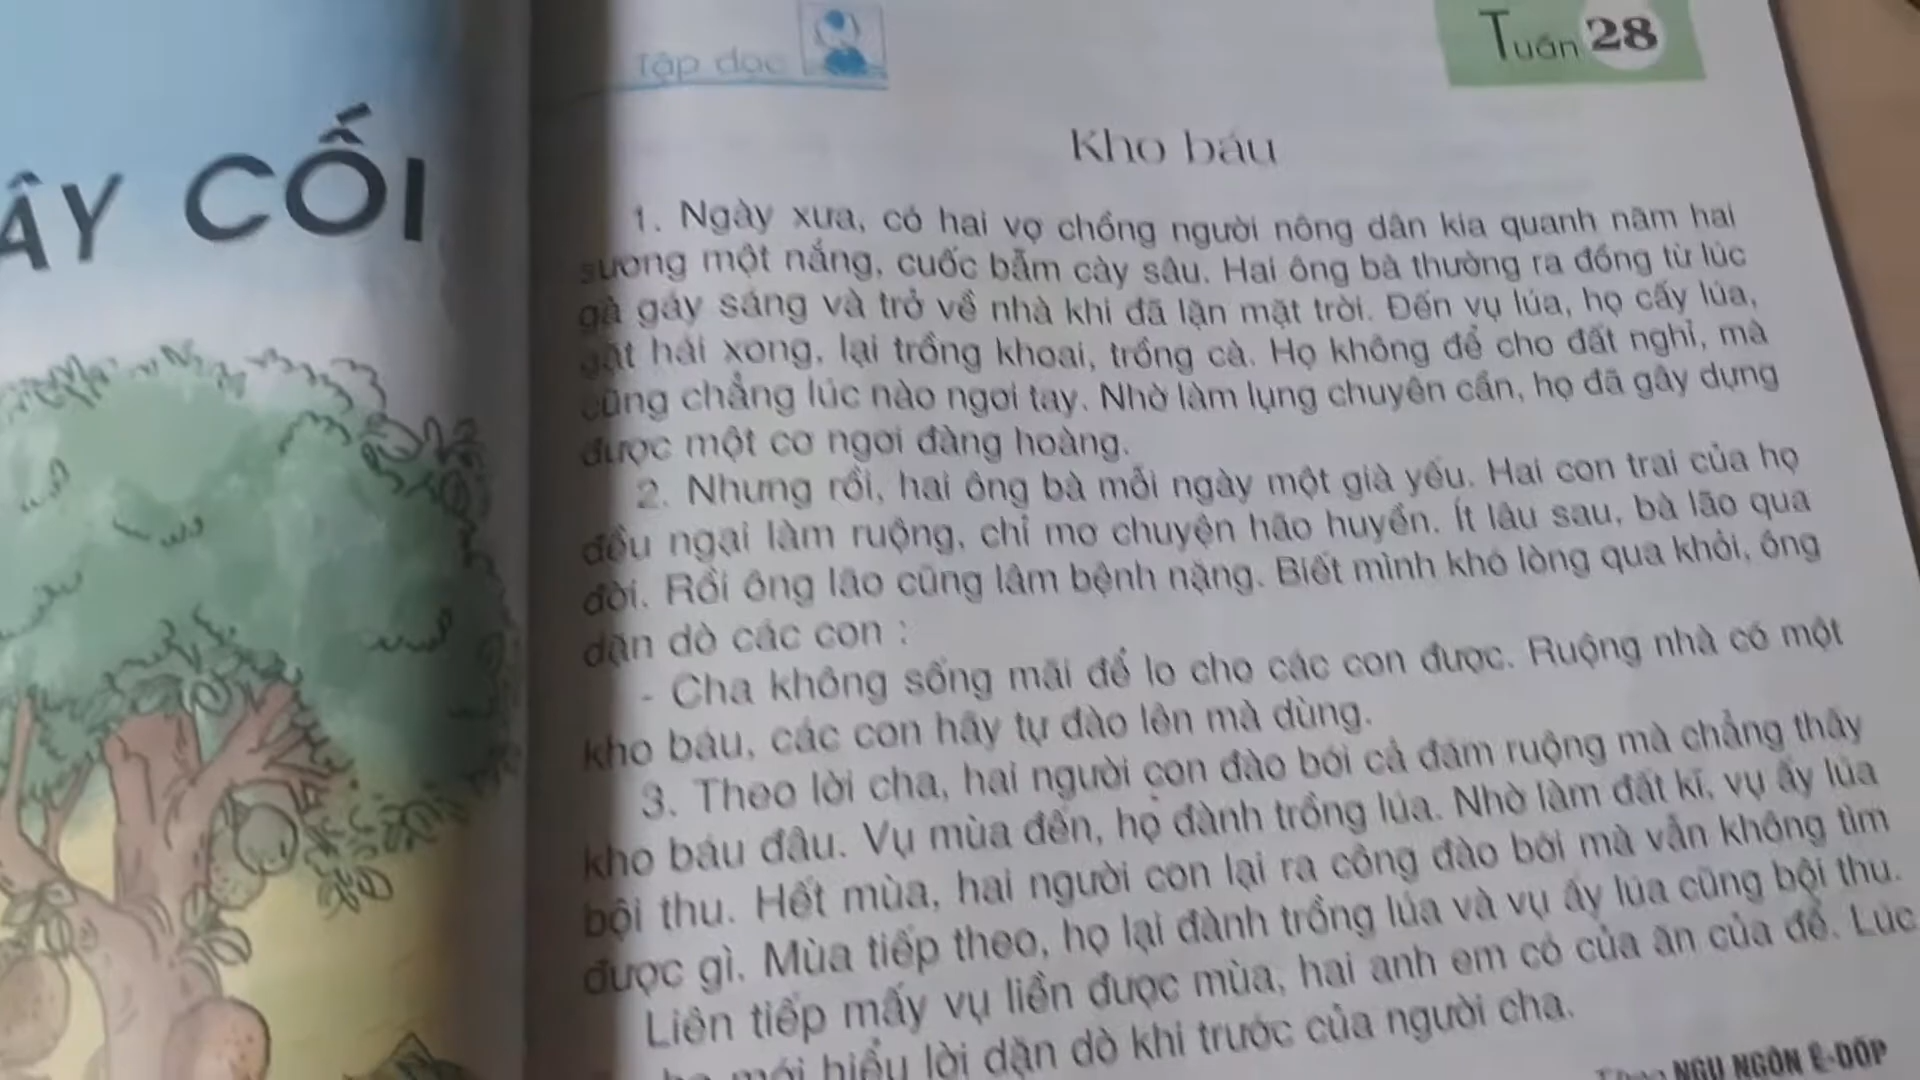 ÂY CỐI
Tập đọc
Tuần 28
Kho báu
1. Ngày xưa, có hai vợ chồng người nông dân kia quanh năm hai
sương một nắng, cuốc bẫm cày sâu. Hai ông bà thường ra đồng từ lúc
gà gáy sáng và trở về nhà khi đã lặn mặt trời. Đến vụ lúa, họ cấy lúa,
gặt hái xong, lại trồng khoai, trồng cà. Họ không để cho đất nghỉ, mà
cũng chẳng lúc nào ngơi tay. Nhờ làm lụng chuyên cần, họ đã gây dựng
được một cơ ngơi đàng hoàng.
2. Nhưng rồi, hai ông bà mỗi ngày một già yếu. Hai con trai của họ
đều ngại làm ruộng, chỉ mơ chuyện hão huyền. Ít lâu sau, bà lão qua
đời. Rồi ông lão cũng lâm bệnh nặng. Biết mình khó lòng qua khỏi, ông
dặn dò các con :
- Cha không sống mãi để lo cho các con được. Ruộng nhà có một
kho báu, các con hãy tự đào lên mà dùng.
3. Theo lời cha, hai người con đào bới cả đám ruộng mà chẳng thấy
kho báu đâu. Vụ mùa đến, họ đành trồng lúa. Nhờ làm đất kĩ, vụ ấy lúa
bội thu. Hết mùa, hai người con lại ra công đào bới mà vẫn không tìm
được gì. Mùa tiếp theo, họ lại đành trồng lúa và vụ ấy lúa cũng bội thu.
Liên tiếp mấy vụ liền được mùa, hai anh em có của ăn của để. Lúc
họ mới hiểu lời dặn dò khi trước của người cha.
Theo NGỤ NGÔN Ê-DỐP